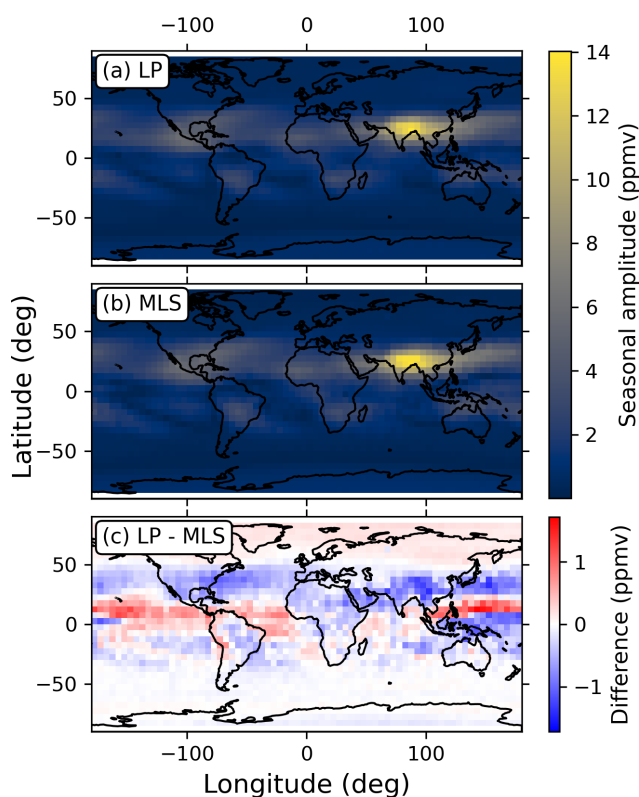 −100 0 100
(a) LP
50
0
−50
(b) MLS
50
0
−50
(c) LP - MLS
50
0
−50
−100 0 100
Longitude (deg)
Latitude (deg)
14
12
10
8
6
4
2
Seasonal amplitude (ppmv)
1
0
−1
Difference (ppmv)